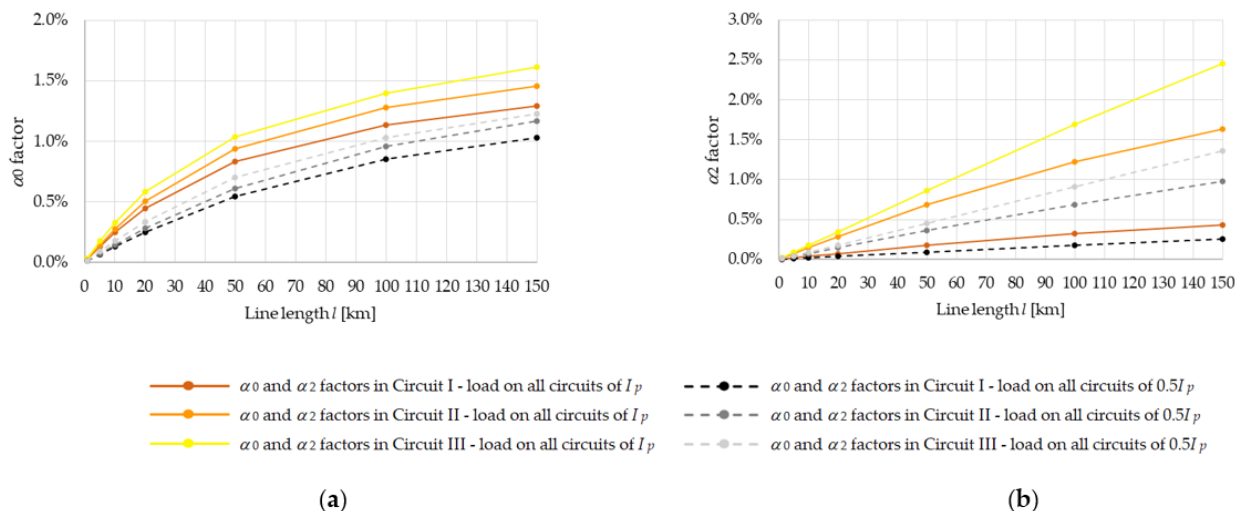 2.0%
1.5%
1.0%
0.5%
0.0%
α0 factor
0 10 20 30 40 50 60 70 80 90 100 110 120 130 140 150
Line length l [km]
3.0%
2.5%
2.0%
1.5%
1.0%
0.5%
0.0%
α2 factor
0 10 20 30 40 50 60 70 80 90 100 110 120 130 140 150
Line length l [km]
α0 and α2 factors in Circuit I - load on all circuits of I p
α0 and α2 factors in Circuit II - load on all circuits of I p
α0 and α2 factors in Circuit III - load on all circuits of I p
α0 and α2 factors in Circuit I - load on all circuits of 0.5I p
α0 and α2 factors in Circuit II - load on all circuits of 0.5I p
α0 and α2 factors in Circuit III - load on all circuits of 0.5I p
(a)
(b)